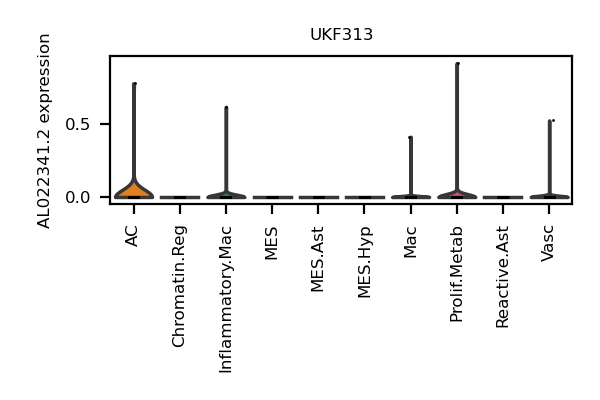 UKF313
AL022341.2 expression
0.5
0.0
AC
Chromatin.Reg
Inflammatory.Mac
MES
MES.Ast
MES.Hyp
Mac
Prolif.Metab
Reactive.Ast
Vasc